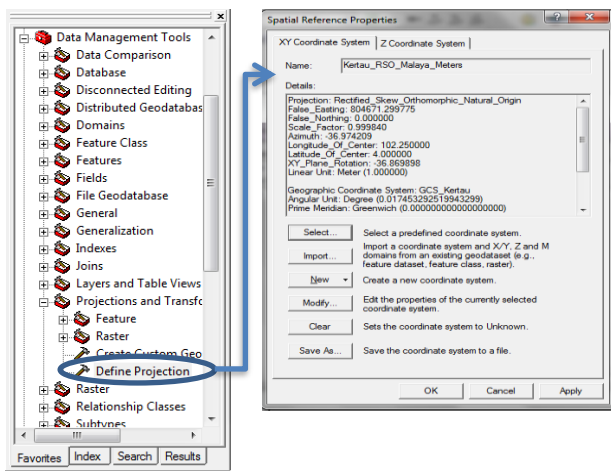 Data Management Tools
Data Comparison
Database
Disconnected Editing
Distributed Geodatabas
Domains
Feature Class
Features
Fields
File Geodatabase
General
Generalization
Indexes
Joins
Layers and Table Views
Projections and Transfo
Feature
Raster
Create Custom Geo
Define Projection
Raster
Relationship Classes
Subtypes
Favorites Index Search Results
Spatial Reference Properties
XY Coordinate System Z Coordinate System
Name: Kertau_RSO_Malaya_Meters
Details:
Projection: Rectified_Skew_Orthomorphic_Natural_Origin
False_Easting: 804671.299775
False_Northing: 0.000000
Scale_Factor: 0.999840
Azimuth: -36.974209
Longitude_Of_Center: 102.250000
Latitude_Of_Center: 4.000000
XY_Plane_Rotation: -36.869898
Linear Unit: Meter (1.000000)
Geographic Coordinate System: GCS_Kertau
Angular Unit: Degree (0.017453292519943299)
Prime Meridian: Greenwich (0.000000000000000000)
Select... Select a predefined coordinate system.
Import... Import a coordinate system and X/Y, Z and M
domains from an existing geodataset (e.g.,
feature dataset, feature class, raster).
New Create a new coordinate system.
Modify... Edit the properties of the currently selected
coordinate system.
Clear Sets the coordinate system to Unknown.
Save As... Save the coordinate system to a file.
OK Cancel Apply